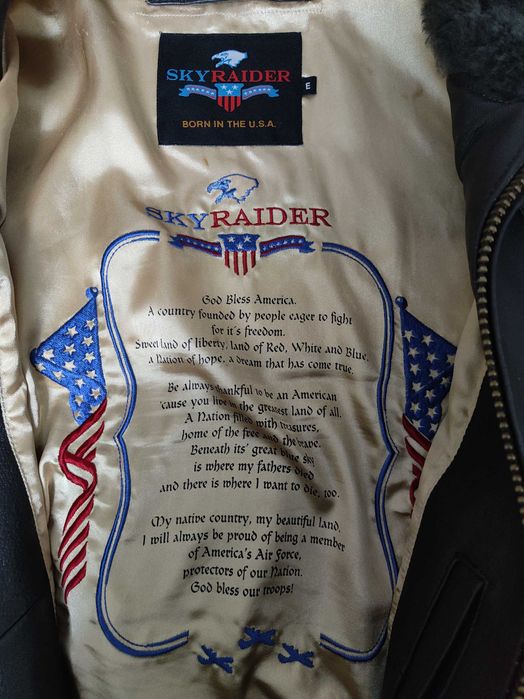 SKYRAIDER
BORN IN THE U.S.A.
E
SKYRAIDER
God Bless America.
A country founded by people eager to fight
for it's freedom.
Sweet land of liberty, land of Red, White and Blue,
a Nation of hope, a dream that has come true.
Be always thankful to be an American
'cause you live in the greatest land of all.
A Nation filled with treasures,
home of the free and the brave.
Beneath its' great blue sky
is where my fathers died
and there is where I want to die, too.
My native country, my beautiful land,
I will always be proud of being a member
of America's Air Force,
protectors of our Nation.
God bless our troops!